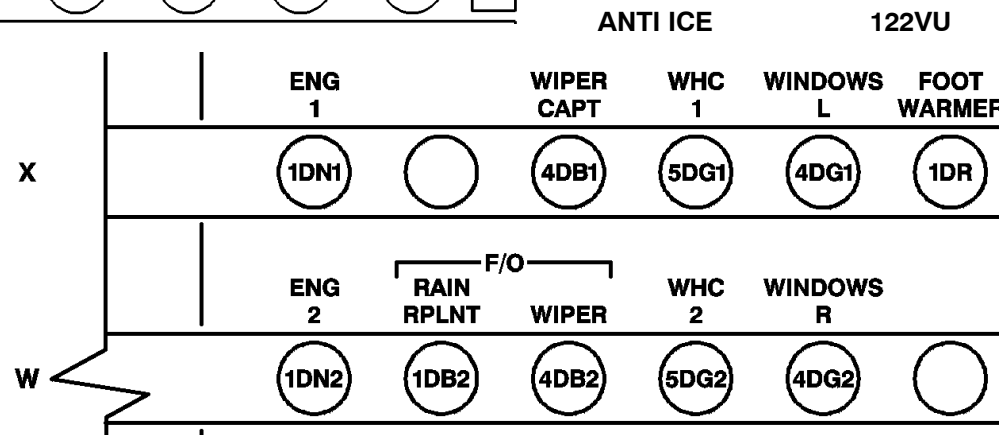 ANTI ICE 122VU
ENG WIPER WHC WINDOWS FOOT
1 CAPT 1 L WARMER
X 1DN1 4DB1 5DG1 4DG1 1DR
F/O
ENG RAIN WHC WINDOWS
2 RPLNT WIPER 2 R
W 1DN2 1DB2 4DB2 5DG2 4DG2